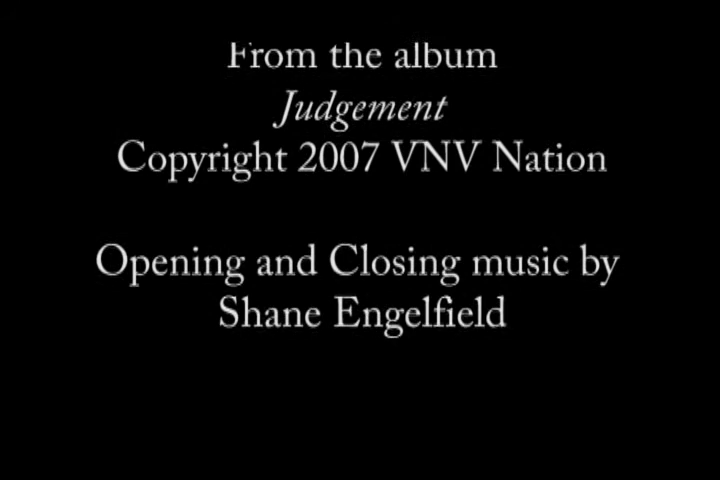 From the album
Judgement
Copyright 2007 VNV Nation
Opening and Closing music by
Shane Engelfield